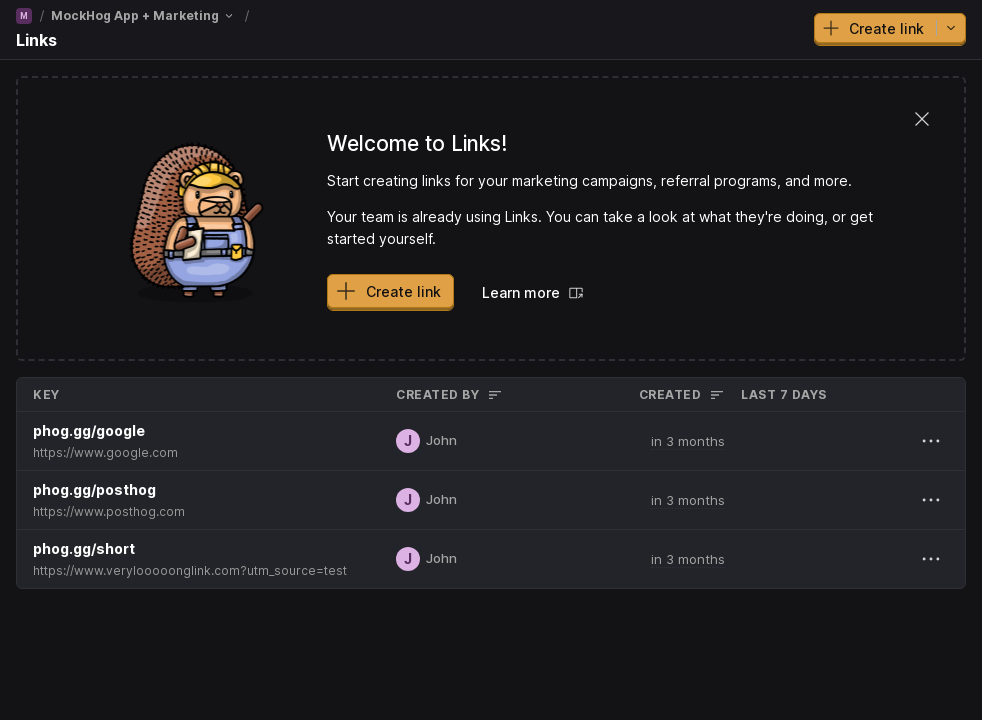 M / MockHog App + Marketing /
Links
Create link
Welcome to Links!
Start creating links for your marketing campaigns, referral programs, and more.
Your team is already using Links. You can take a look at what they're doing, or get
started yourself.
Create link
Learn more
KEY CREATED BY CREATED LAST 7 DAYS
phog.gg/google
https://www.google.com
J John in 3 months
phog.gg/posthog
https://www.posthog.com
J John in 3 months
phog.gg/short
https://www.verylooooonglink.com?utm_source=test
J John in 3 months